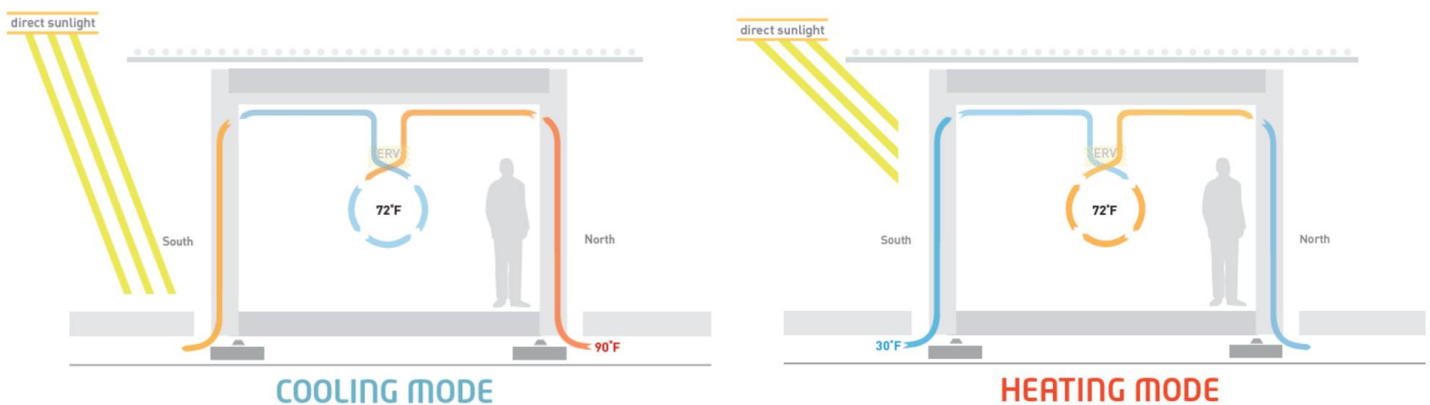 direct sunlight
ERV
72°F
South
North
90°F
COOLING MODE
direct sunlight
ERV
72°F
South
North
30°F
HEATING MODE